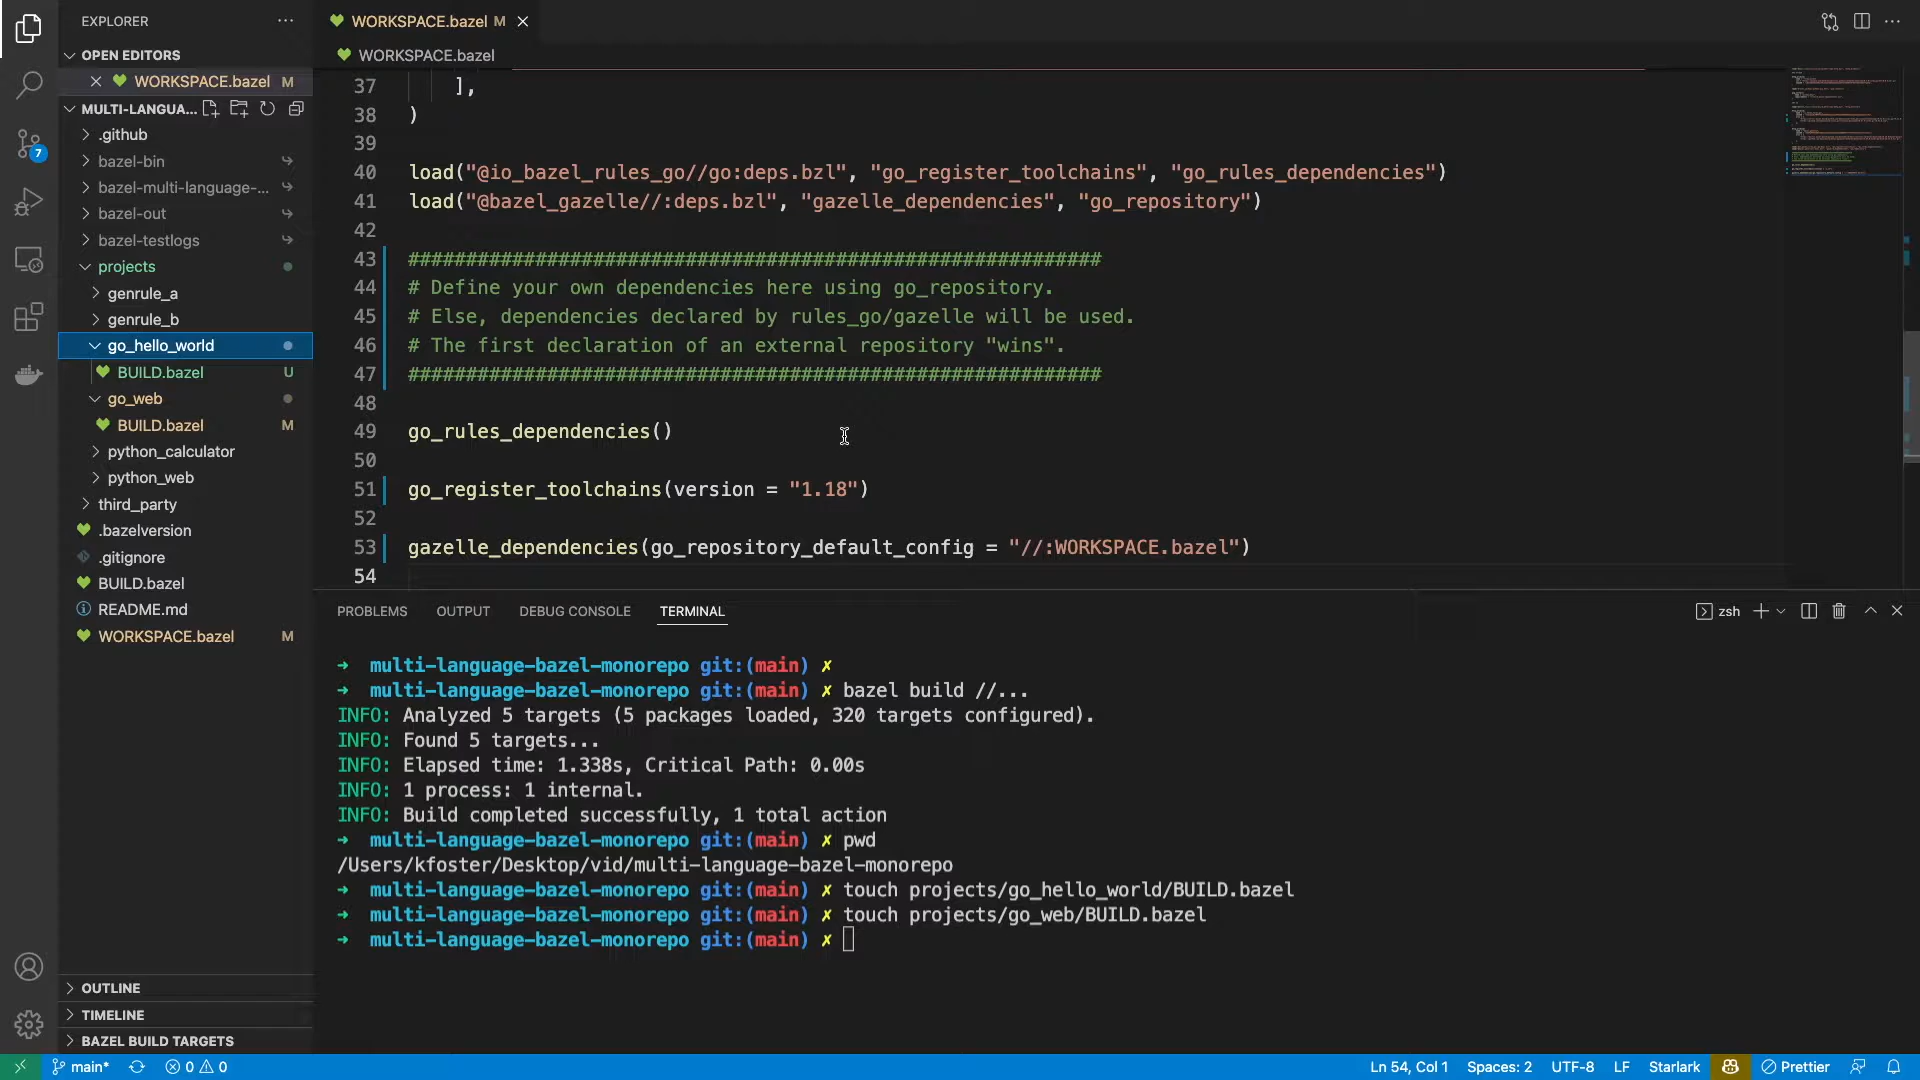 EXPLORER
OPEN EDITORS
WORKSPACE.bazel M
MULTI-LANGUA...
.github
bazel-bin
bazel-multi-language-...
bazel-out
bazel-testlogs
projects
genrule_a
genrule_b
go_hello_world
BUILD.bazel U
go_web
BUILD.bazel M
python_calculator
python_web
third_party
.bazelversion
.gitignore
BUILD.bazel
README.md
WORKSPACE.bazel M
OUTLINE
TIMELINE
BAZEL BUILD TARGETS
7
WORKSPACE.bazel M
WORKSPACE.bazel
37 ],
38 )
39
40 load("@io_bazel_rules_go//go:deps.bzl", "go_register_toolchains", "go_rules_dependencies")
41 load("@bazel_gazelle//:deps.bzl", "gazelle_dependencies", "go_repository")
42
43 ############################################################
44 # Define your own dependencies here using go_repository.
45 # Else, dependencies declared by rules_go/gazelle will be used.
46 # The first declaration of an external repository "wins".
47 ############################################################
48
49 go_rules_dependencies()
50
51 go_register_toolchains(version = "1.18")
52
53 gazelle_dependencies(go_repository_default_config = "//:WORKSPACE.bazel")
54
PROBLEMS OUTPUT DEBUG CONSOLE TERMINAL zsh
➜ multi-language-bazel-monorepo git:(main) ✗
➜ multi-language-bazel-monorepo git:(main) ✗ bazel build //...
INFO: Analyzed 5 targets (5 packages loaded, 320 targets configured).
INFO: Found 5 targets...
INFO: Elapsed time: 1.338s, Critical Path: 0.00s
INFO: 1 process: 1 internal.
INFO: Build completed successfully, 1 total action
➜ multi-language-bazel-monorepo git:(main) ✗ pwd
/Users/kfoster/Desktop/vid/multi-language-bazel-monorepo
➜ multi-language-bazel-monorepo git:(main) ✗ touch projects/go_hello_world/BUILD.bazel
➜ multi-language-bazel-monorepo git:(main) ✗ touch projects/go_web/BUILD.bazel
➜ multi-language-bazel-monorepo git:(main) ✗
main* 0 0 Ln 54, Col 1 Spaces: 2 UTF-8 LF Starlark Prettier